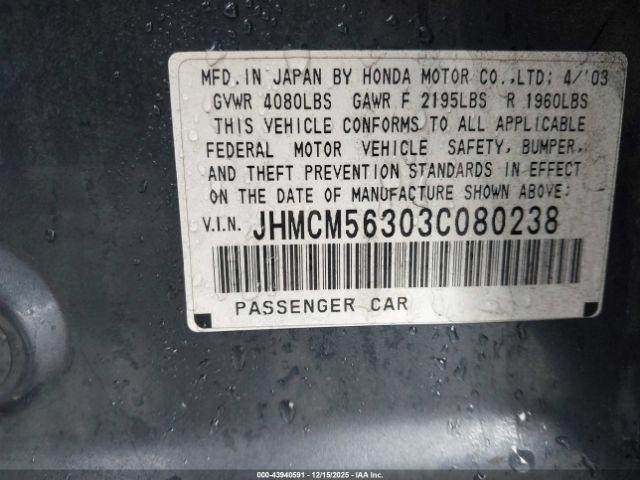 MFD. IN JAPAN BY HONDA MOTOR CO.,LTD; 4/'03
GVWR 4080LBS GAWR F 2195LBS R 1960LBS
THIS VEHICLE CONFORMS TO ALL APPLICABLE
FEDERAL MOTOR VEHICLE SAFETY, BUMPER,
AND THEFT PREVENTION STANDARDS IN EFFECT
ON THE DATE OF MANUFACTURE SHOWN ABOVE;
V.I.N. JHMCM56303C080238
PASSENGER CAR
000-43940591 - 12/15/2025 - IAAI.COM